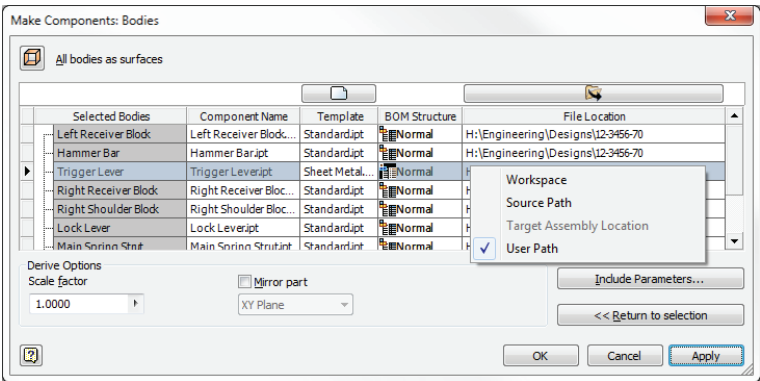 Make Components: Bodies
All bodies as surfaces
Selected Bodies Component Name Template BOM Structure File Location
Left Receiver Block Left Receiver Block... Standard.ipt Normal H:\Engineering\Designs\12-3456-70
Hammer Bar Hammer Bar.ipt Standard.ipt Normal H:\Engineering\Designs\12-3456-70
Trigger Lever Trigger Lever.ipt Sheet Metal... Normal
Right Receiver Block Right Receiver Bloc... Standard.ipt Normal
Right Shoulder Block Right Shoulder Bloc... Standard.ipt Normal
Lock Lever Lock Lever.ipt Standard.ipt Normal
Main Spring Strut Main Spring Strut.ipt Standard.ipt Normal
Workspace
Source Path
Target Assembly Location
User Path
Derive Options
Scale factor
1.0000
Mirror part
XY Plane
Include Parameters...
<< Return to selection
OK Cancel Apply